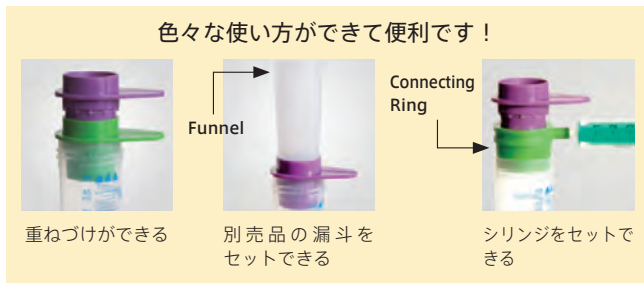 色々な使い方ができて便利です！
Funnel
Connecting
Ring
重ねづけができる
別売品の漏斗を
セットできる
シリンジをセットで
きる